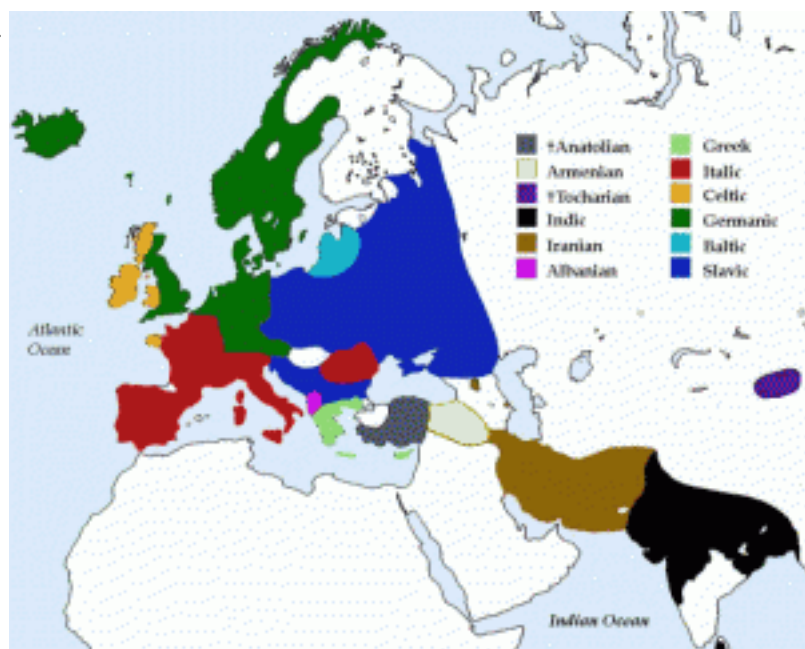 †Anatolian
Armenian
†Tocharian
Indic
Iranian
Albanian
Greek
Italic
Celtic
Germanic
Baltic
Slavic
Atlantic
Ocean
Indian Ocean